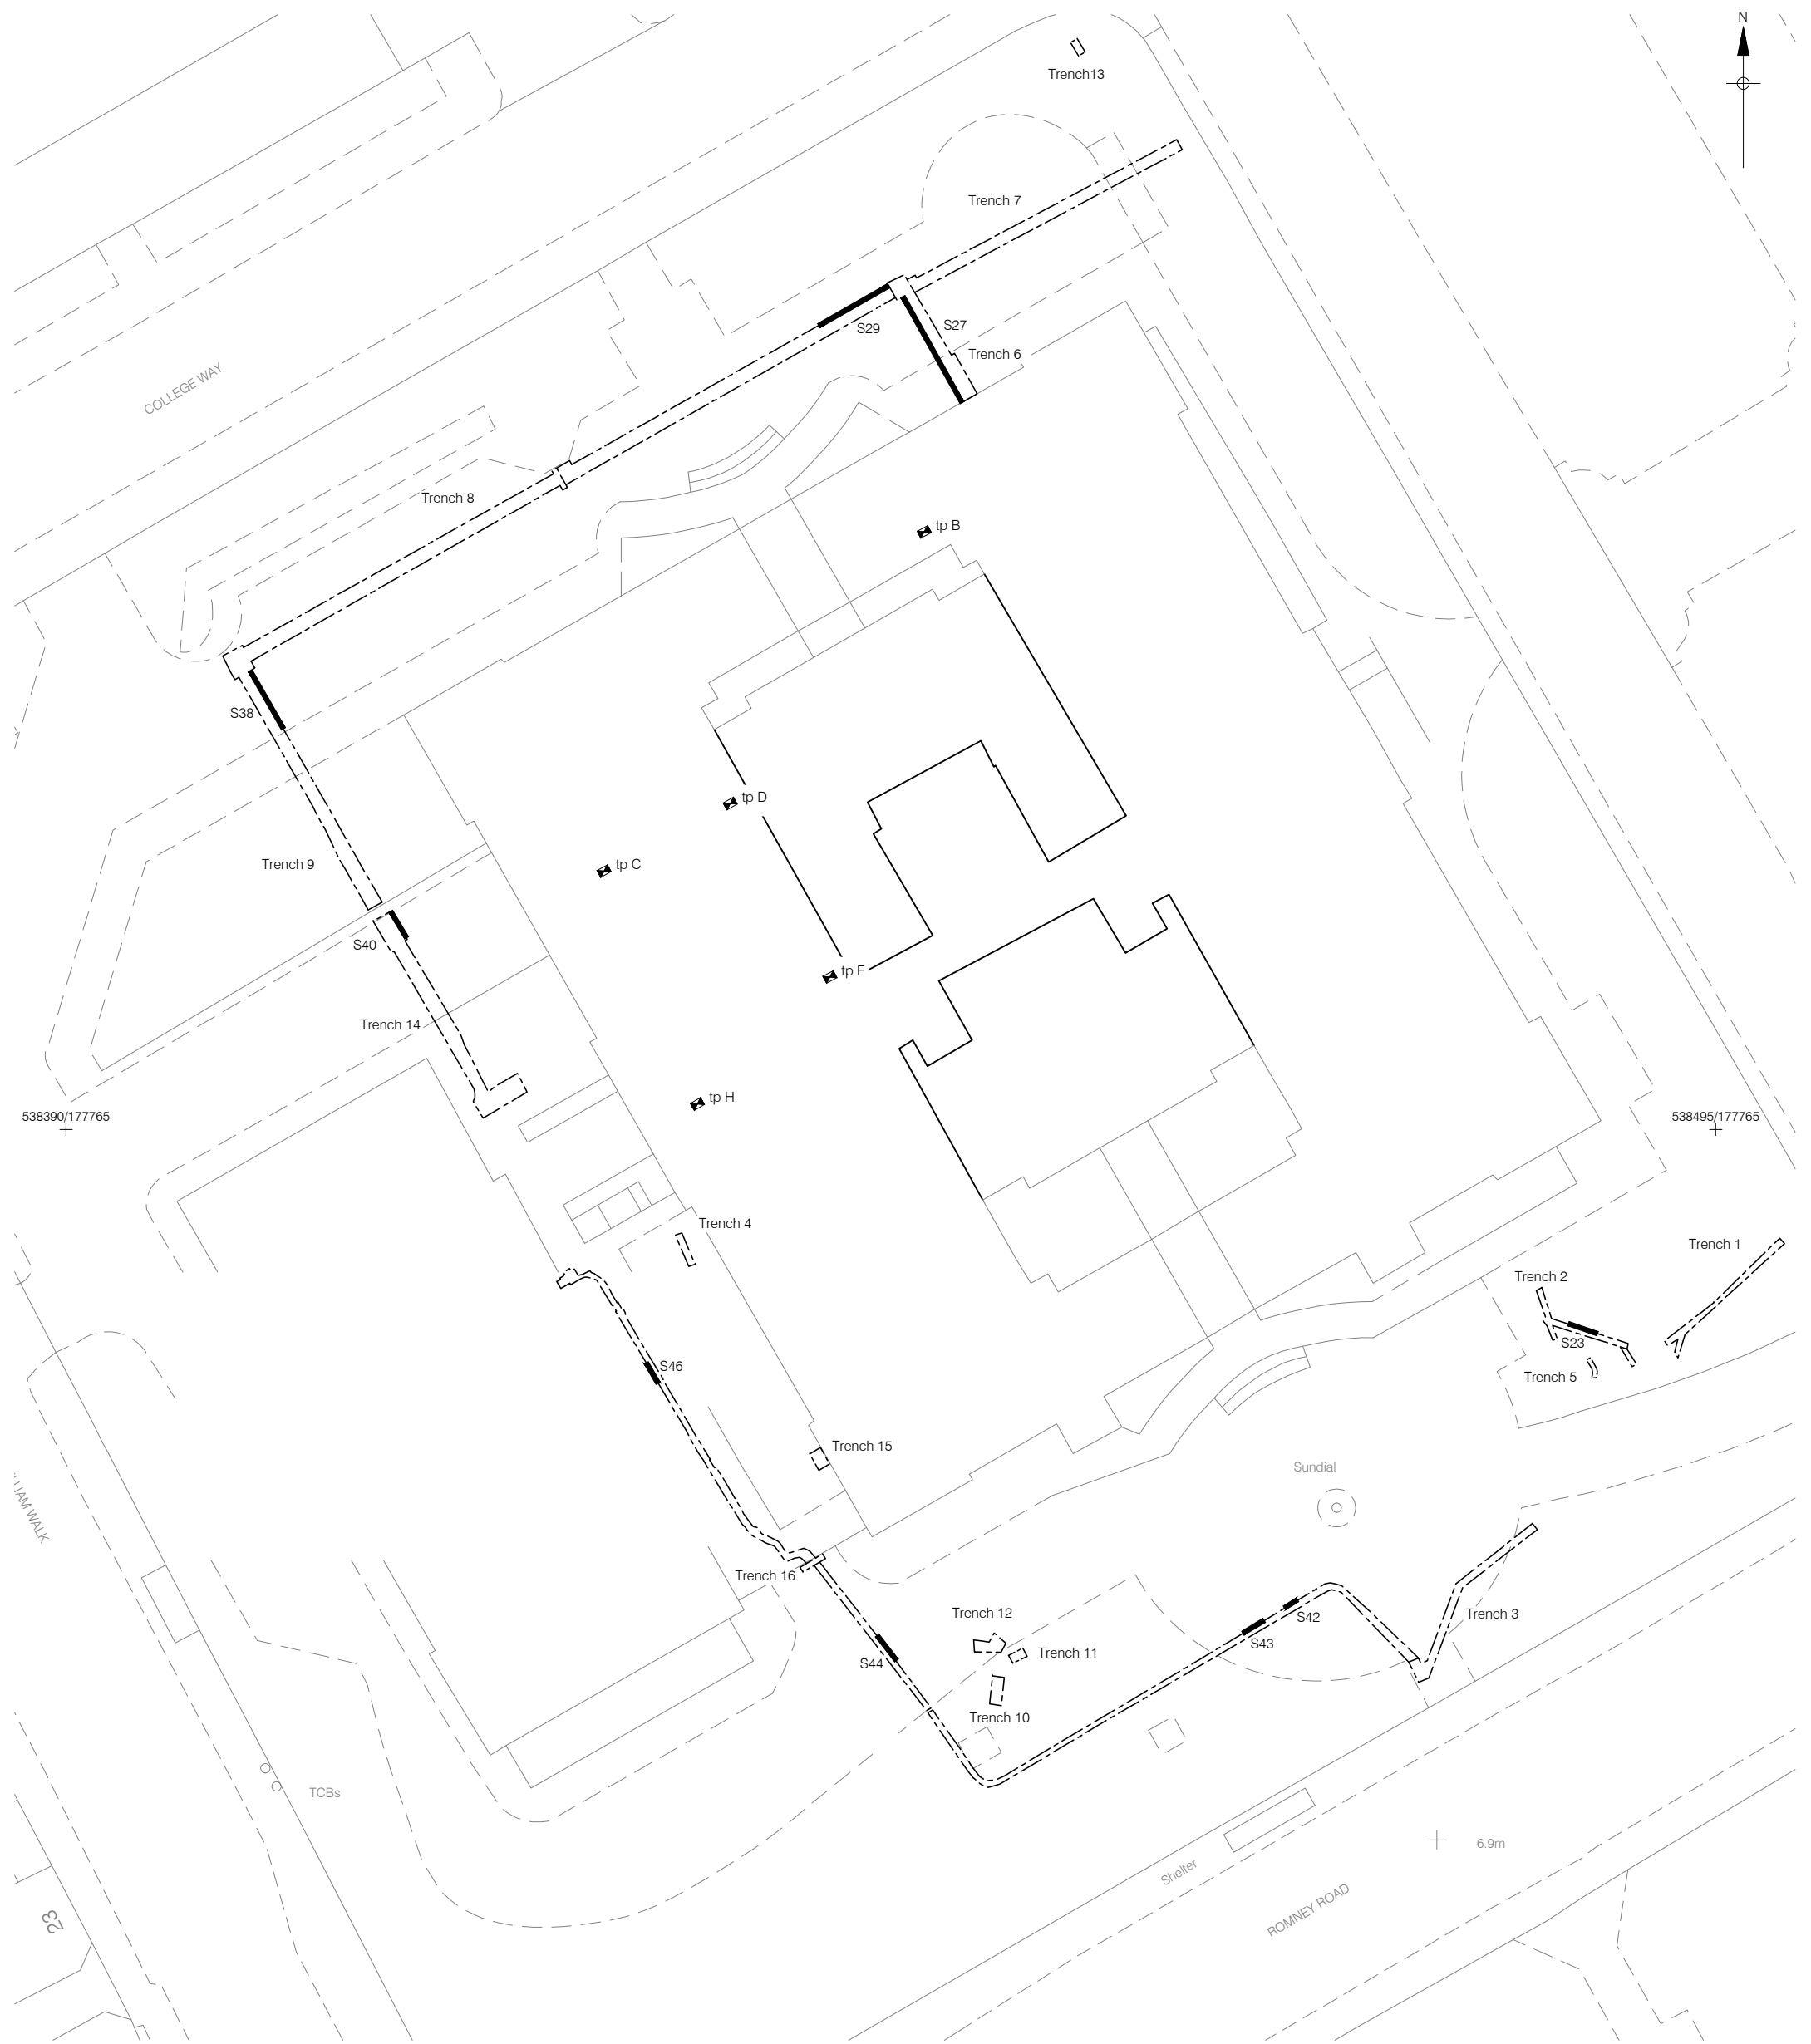 N
Trench13
Trench 7
S29
S27
Trench 6
COLLEGE WAY
Trench 8
tp B
S38
tp D
tp C
Trench 9
S40
tp F
Trench 14
tp H
538390/177765
538495/177765
Trench 4
Trench 1
Trench 2
S23
Trench 5
S46
Trench 15
Sundial
WALK
Trench 16
Trench 12
S42
Trench 3
S43
Trench 11
S44
Trench 10
TCBs
6.9m
Shelter
ROMNEY ROAD
23